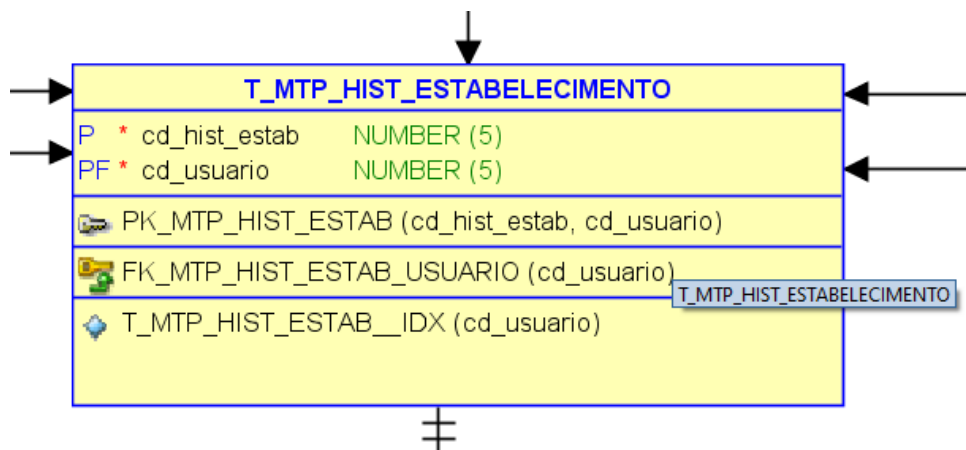 T_MTP_HIST_ESTABELECIMENTO
P * cd_hist_estab NUMBER (5)
PF * cd_usuario NUMBER (5)
PK_MTP_HIST_ESTAB (cd_hist_estab, cd_usuario)
FK_MTP_HIST_ESTAB_USUARIO (cd_usuario)
T_MTP_HIST_ESTABELECIMENTO
T_MTP_HIST_ESTAB__IDX (cd_usuario)